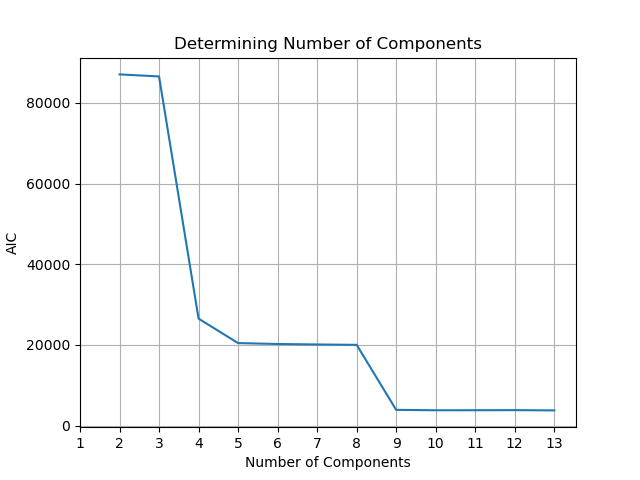 Determining Number of Components
AIC
80000
60000
40000
20000
0
1 2 3 4 5 6 7 8 9 10 11 12 13
Number of Components